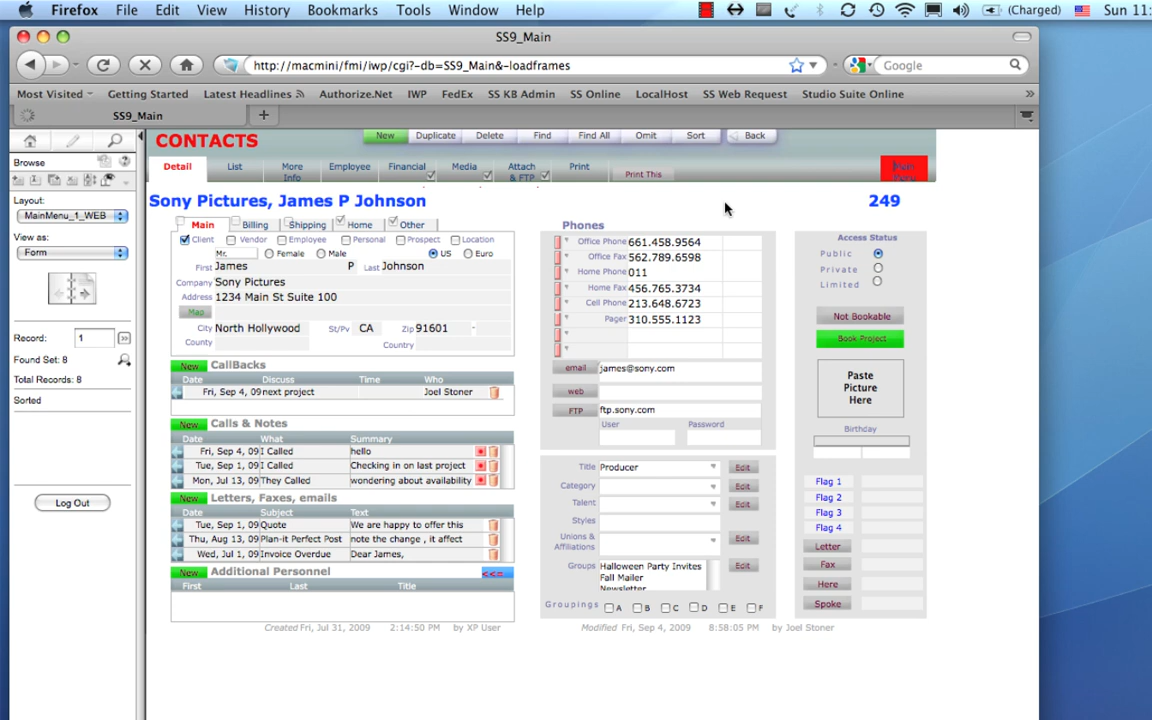 Firefox File Edit View History Bookmarks Tools Window Help (Charged) Sun 11:
SS9_Main
http://macmini/fmi/iwp/cgi?-db=SS9_Main&-loadframes Google
Most Visited Getting Started Latest Headlines Authorize.Net IWP FedEx SS KB Admin SS Online LocalHost SS Web Request Studio Suite Online »
SS9_Main +
CONTACTS New Duplicate Delete Find Find All Omit Sort Back
Detail List More Info Employee Financial Media Attach & FTP Print Print This
Browse
Layout:
MainMenu_1_WEB
View as:
Form
Record: 1
Found Set: 8
Total Records: 8
Sorted
Log Out
Sony Pictures, James P Johnson 249
Main Billing Shipping Home Other
Client Vendor Employee Personal Prospect Location
Mr. Female Male US Euro
First James P Last Johnson
Company Sony Pictures
Address 1234 Main St Suite 100
Map
City North Hollywood St/Pv CA Zip 91601 -
County Country
New CallBacks
Date Discuss Time Who
Fri, Sep 4, 09 next project Joel Stoner
New Calls & Notes
Date What Summary
Fri, Sep 4, 09 I Called hello
Tue, Sep 1, 09 I Called Checking in on last project
Mon, Jul 13, 09 They Called wondering about availability
New Letters, Faxes, emails
Date Subject Text
Tue, Sep 1, 09 Quote We are happy to offer this
Thu, Aug 13, 09 Plan-it Perfect Post note the change , it affect
Wed, Jul 1, 09 Invoice Overdue Dear James,
New Additional Personnel <<=
First Last Title
Created Fri, Jul 31, 2009 2:14:50 PM by XP User
Phones
Office Phone 661.458.9564
Office Fax 562.789.6598
Home Phone 011
Home Fax 456.765.3734
Cell Phone 213.648.6723
Pager 310.555.1123
email james@sony.com
web
FTP ftp.sony.com
User Password
Title Producer Edit
Category Edit
Talent Edit
Styles
Unions & Affiliations Edit
Groups Halloween Party Invites Edit
Fall Mailer
Newsletter
Groupings A B C D E F
Modified Fri, Sep 4, 2009 8:58:05 PM by Joel Stoner
Access Status
Public
Private
Limited
Not Bookable
Book Project
Paste
Picture
Here
Birthday
Flag 1
Flag 2
Flag 3
Flag 4
Letter
Fax
Here
Spoke